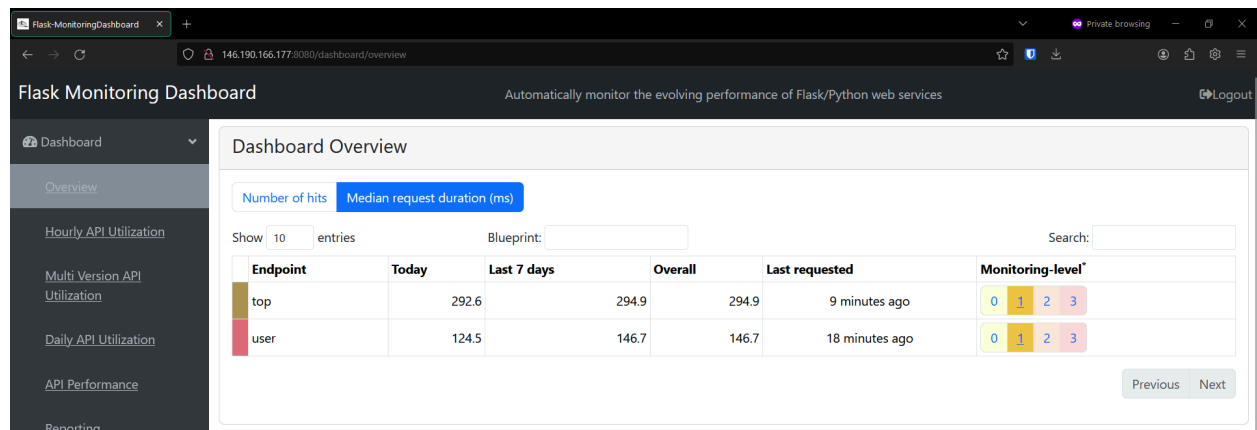 Flask-MonitoringDashboard
Private browsing
146.190.166.177:8080/dashboard/overview
Flask Monitoring Dashboard
Automatically monitor the evolving performance of Flask/Python web services
Logout
Dashboard
Overview
Hourly API Utilization
Multi Version API
Utilization
Daily API Utilization
API Performance
Reporting
Dashboard Overview
Number of hits Median request duration (ms)
Show 10 entries Blueprint: Search:
Endpoint Today Last 7 days Overall Last requested Monitoring-level*
top 292.6 294.9 294.9 9 minutes ago 0 1 2 3
user 124.5 146.7 146.7 18 minutes ago 0 1 2 3
Previous Next